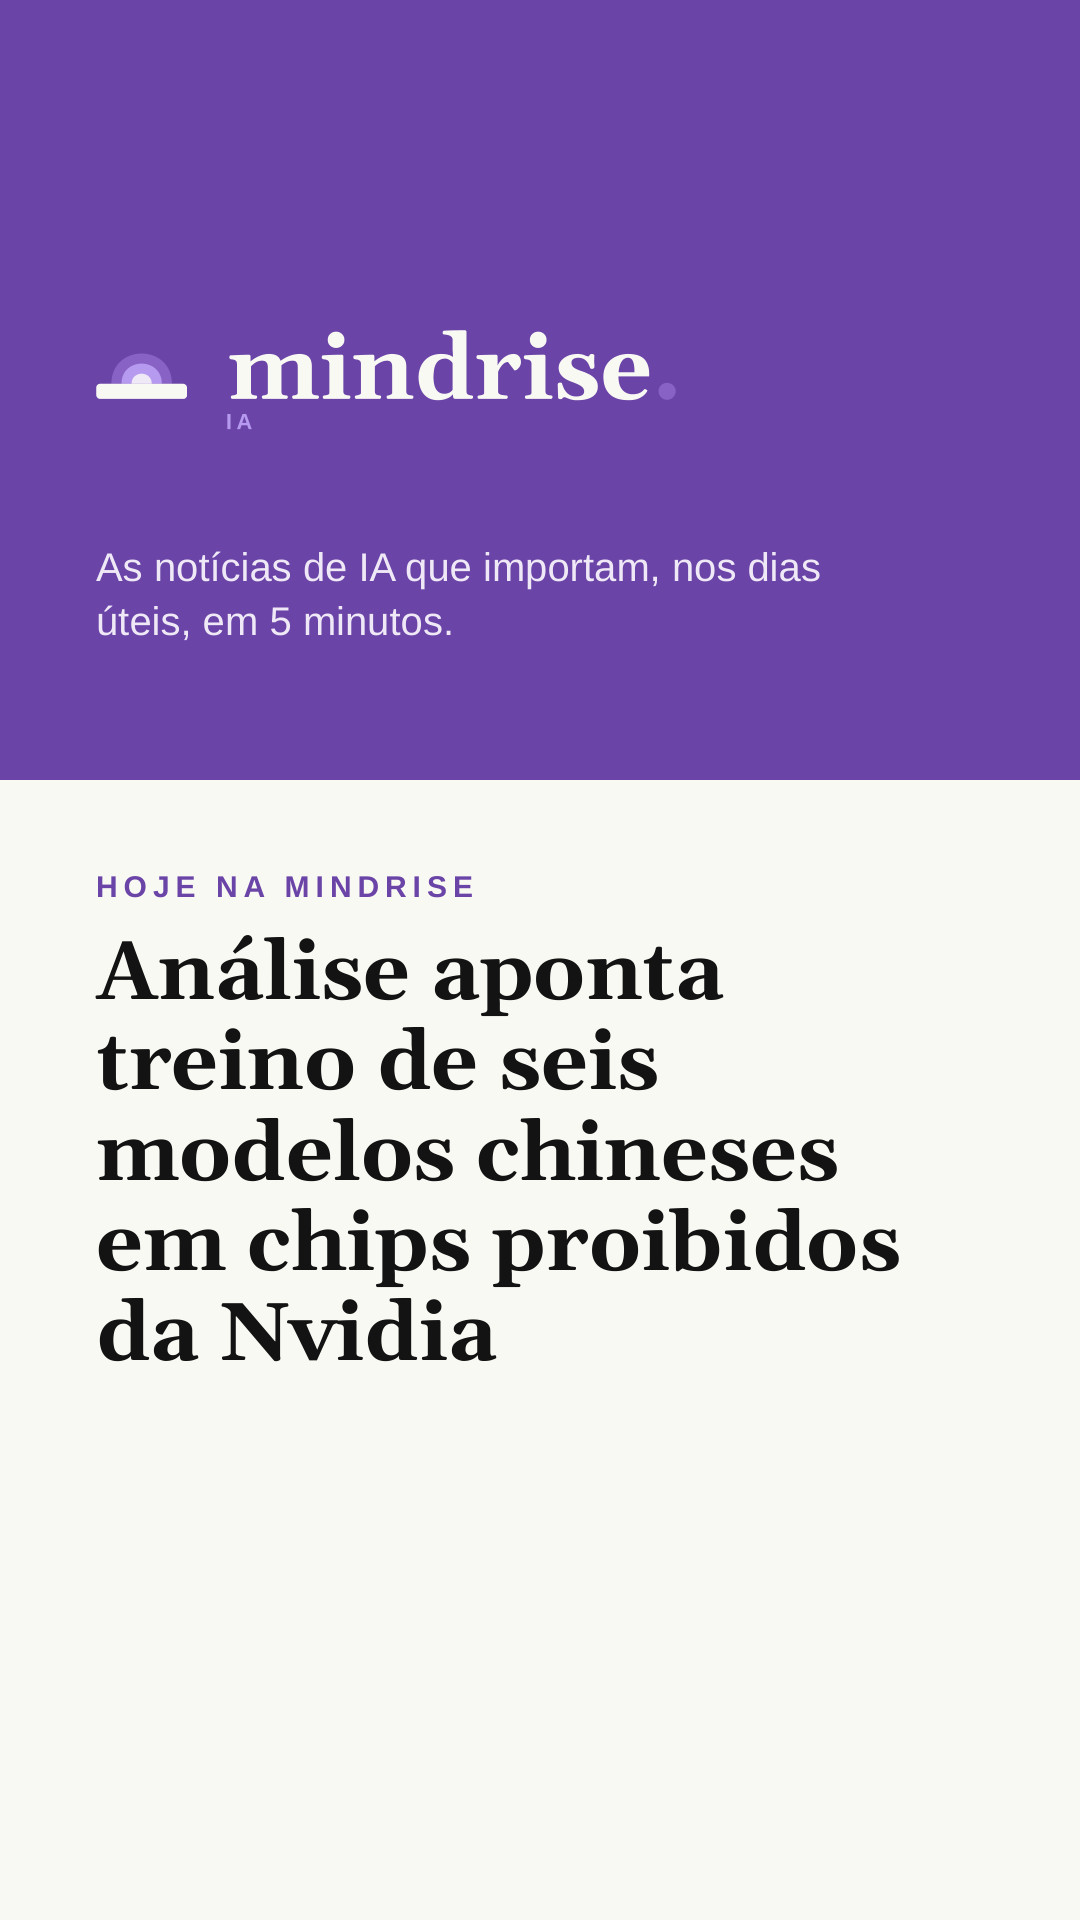 mindrise.
IA
As notícias de IA que importam, nos dias
úteis, em 5 minutos.
HOJE NA MINDRISE
Análise aponta
treino de seis
modelos chineses
em chips proibidos
da Nvidia